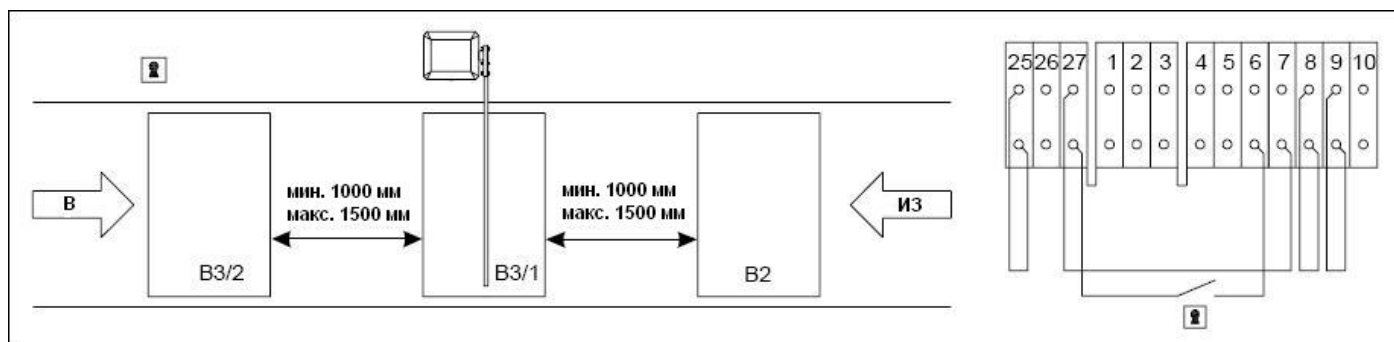 25 26 27 1 2 3 4 5 6 7 8 9 10
мин. 1000 мм
макс. 1500 мм
мин. 1000 мм
макс. 1500 мм
В
ИЗ
B3/2
B3/1
B2